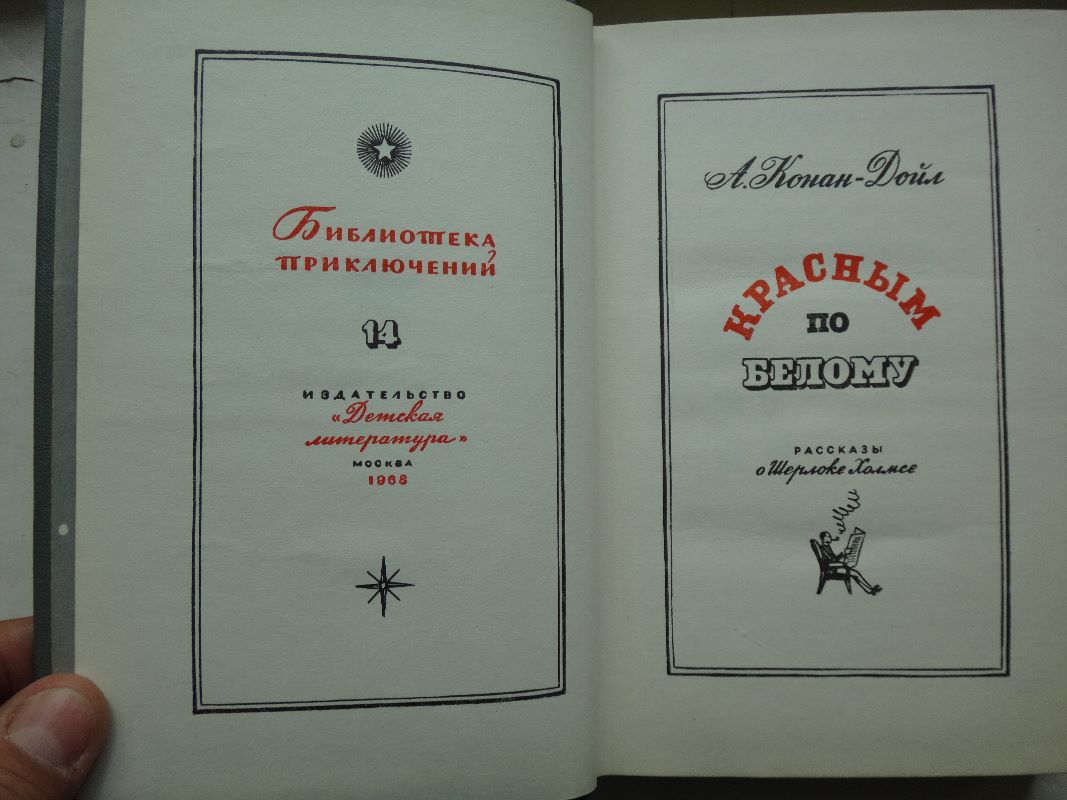 Библиотека
приключений
14
Издательство
«Детская
литература»
Москва
1968
А. Конан-Дойл
КРАСНЫМ
ПО
БЕЛОМУ
РАССКАЗЫ
о Шерлоке Холмсе